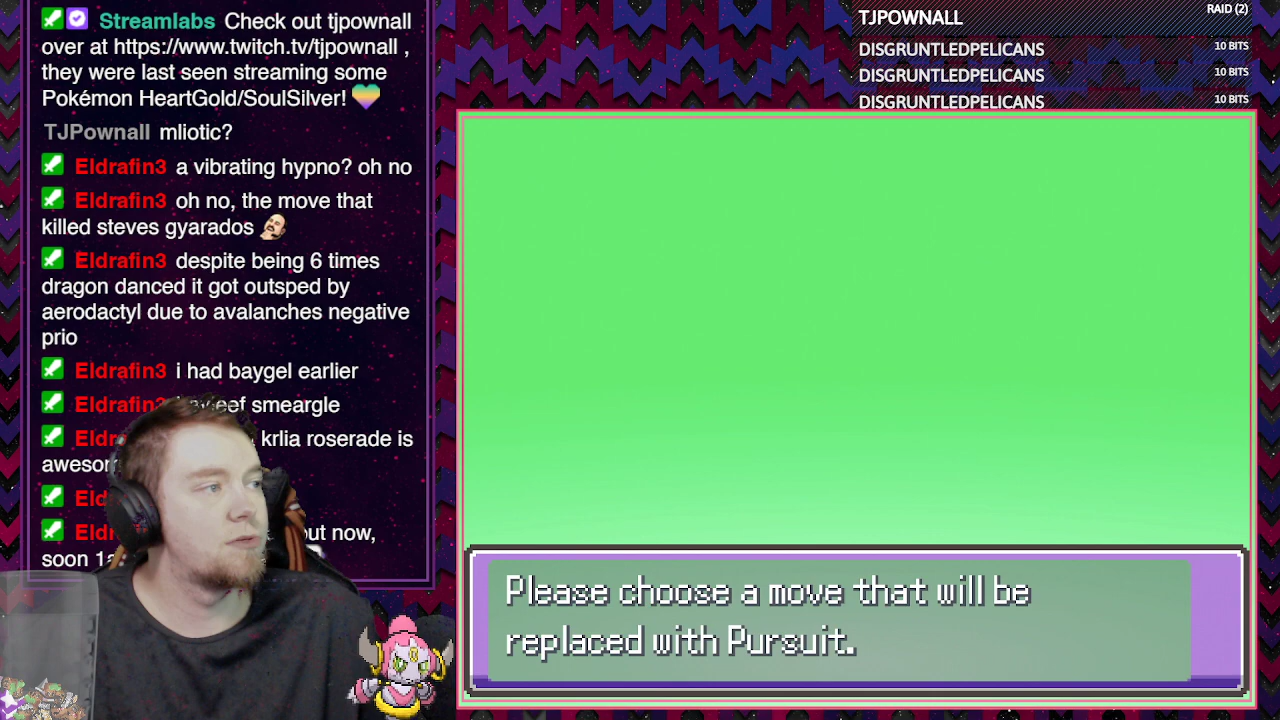 Streamlabs Check out tjpownall
over at https://www.twitch.tv/tjpownall ,
they were last seen streaming some
Pokémon HeartGold/SoulSilver!
TJPownall mliotic?
Eldrafin3 a vibrating hypno? oh no
Eldrafin3 oh no, the move that
killed steves gyarados
Eldrafin3 despite being 6 times
dragon danced it got outsped by
aerodactyl due to avalanches negative
prio
Eldrafin3 i had baygel earlier
Eldrafin3 smeargle
krlia roserade is
out now,
soon
TJPOWNALL RAID (2)
DISGRUNTLEDPELICANS 10 BITS
DISGRUNTLEDPELICANS 10 BITS
DISGRUNTLEDPELICANS 10 BITS
Please choose a move that will be
replaced with Pursuit.